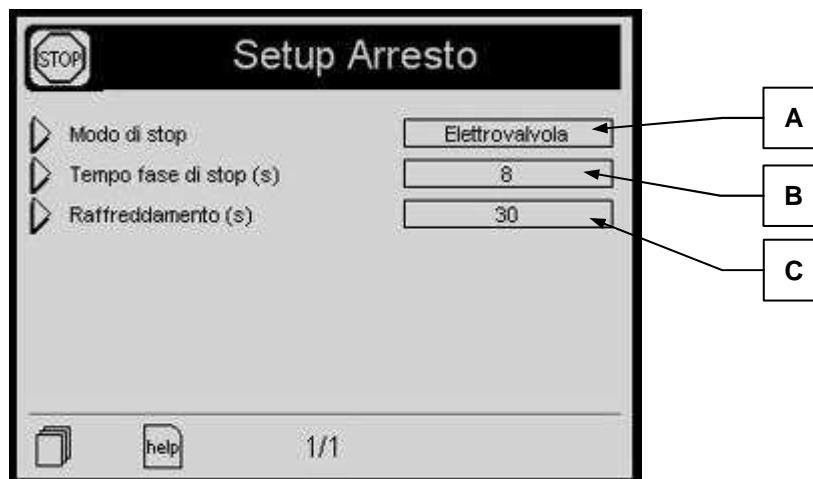 STOP Setup Arresto
Modo di stop Elettrovalvola A
Tempo fase di stop (s) 8 B
Raffreddamento (s) 30 C
help 1/1